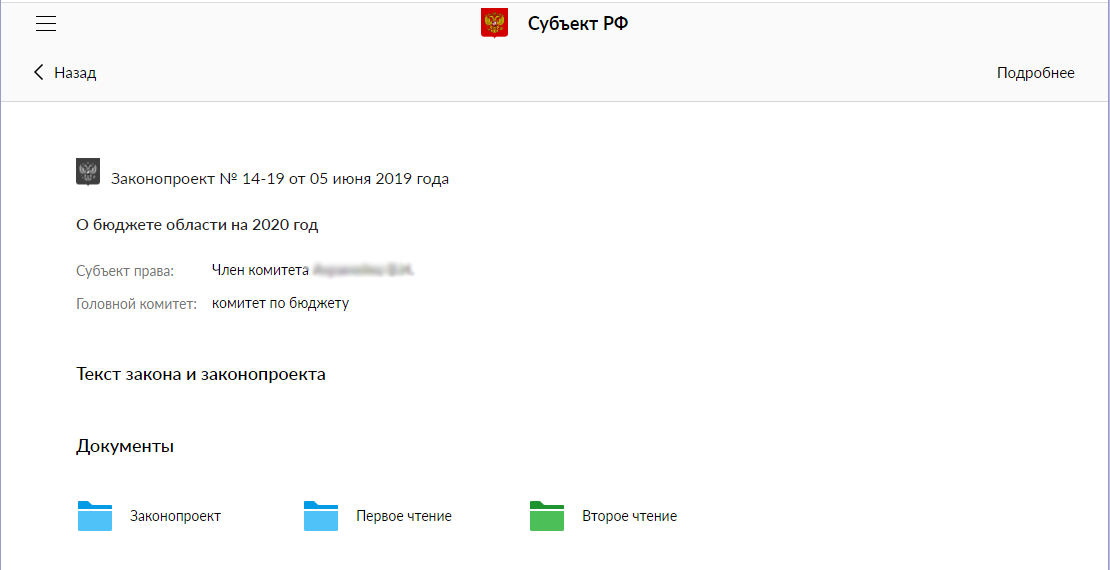 Субъект РФ
Назад
Подробнее
Законопроект № 14-19 от 05 июня 2019 года
О бюджете области на 2020 год
Субъект права: Член комитета
Головной комитет: комитет по бюджету
Текст закона и законопроекта
Документы
Законопроект
Первое чтение
Второе чтение